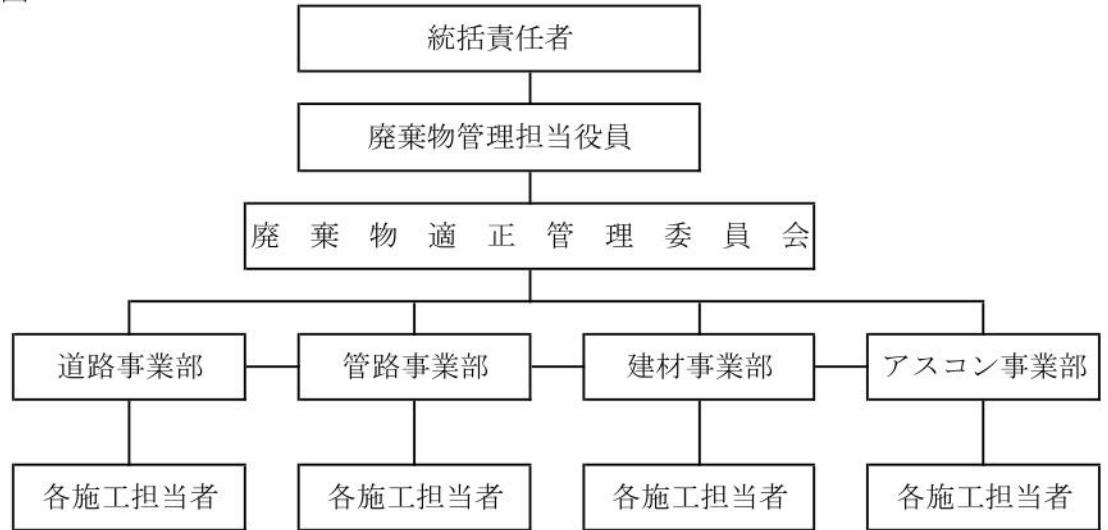 統括責任者
廃棄物管理担当役員
廃棄物適正管理委員会
道路事業部 管路事業部 建材事業部 アスコン事業部
各施工担当者 各施工担当者 各施工担当者 各施工担当者